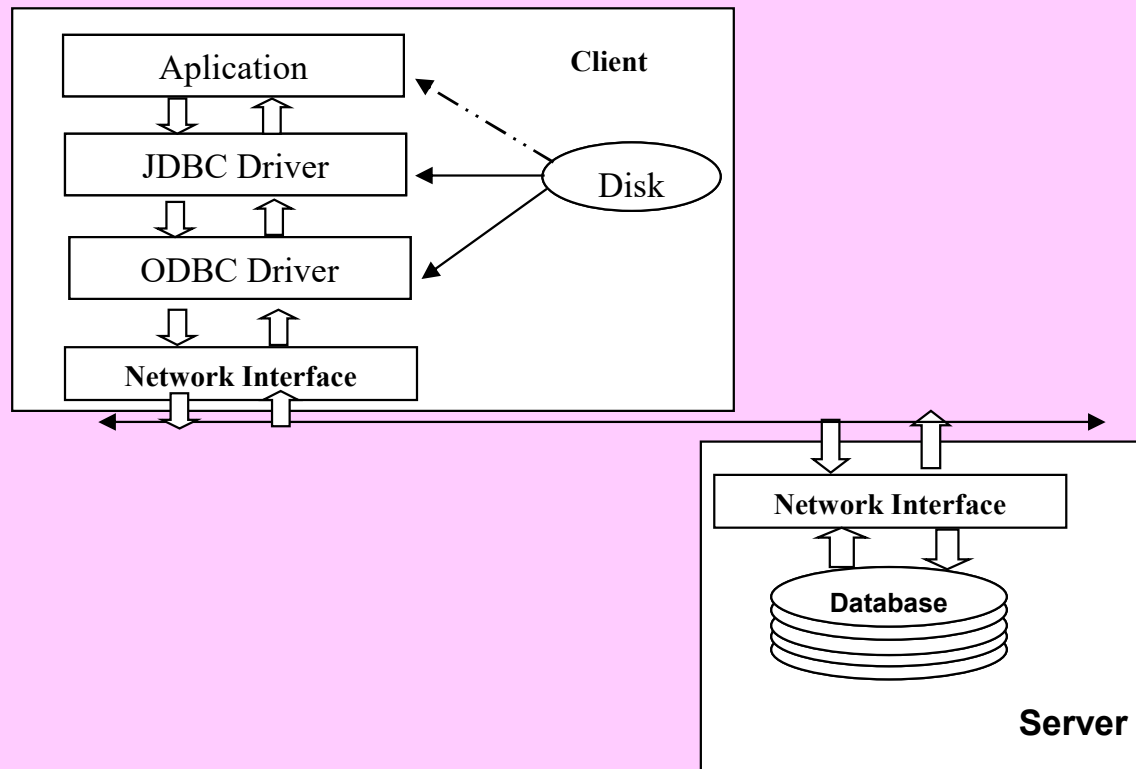 Client
Aplication
JDBC Driver
Disk
ODBC Driver
Network Interface
Network Interface
Database
Server